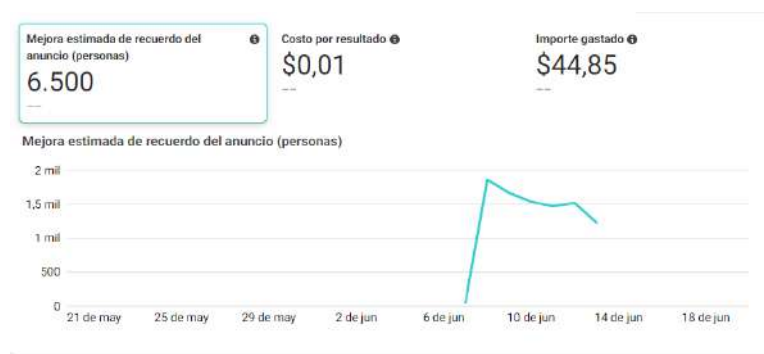 Mejora estimada de recuerdo del
anuncio (personas)
6.500
--
Costo por resultado
$0,01
--
Importe gastado
$44,85
--
Mejora estimada de recuerdo del anuncio (personas)
2 mil
1,5 mil
1 mil
500
0
21 de may 25 de may 29 de may 2 de jun 6 de jun 10 de jun 14 de jun 18 de jun